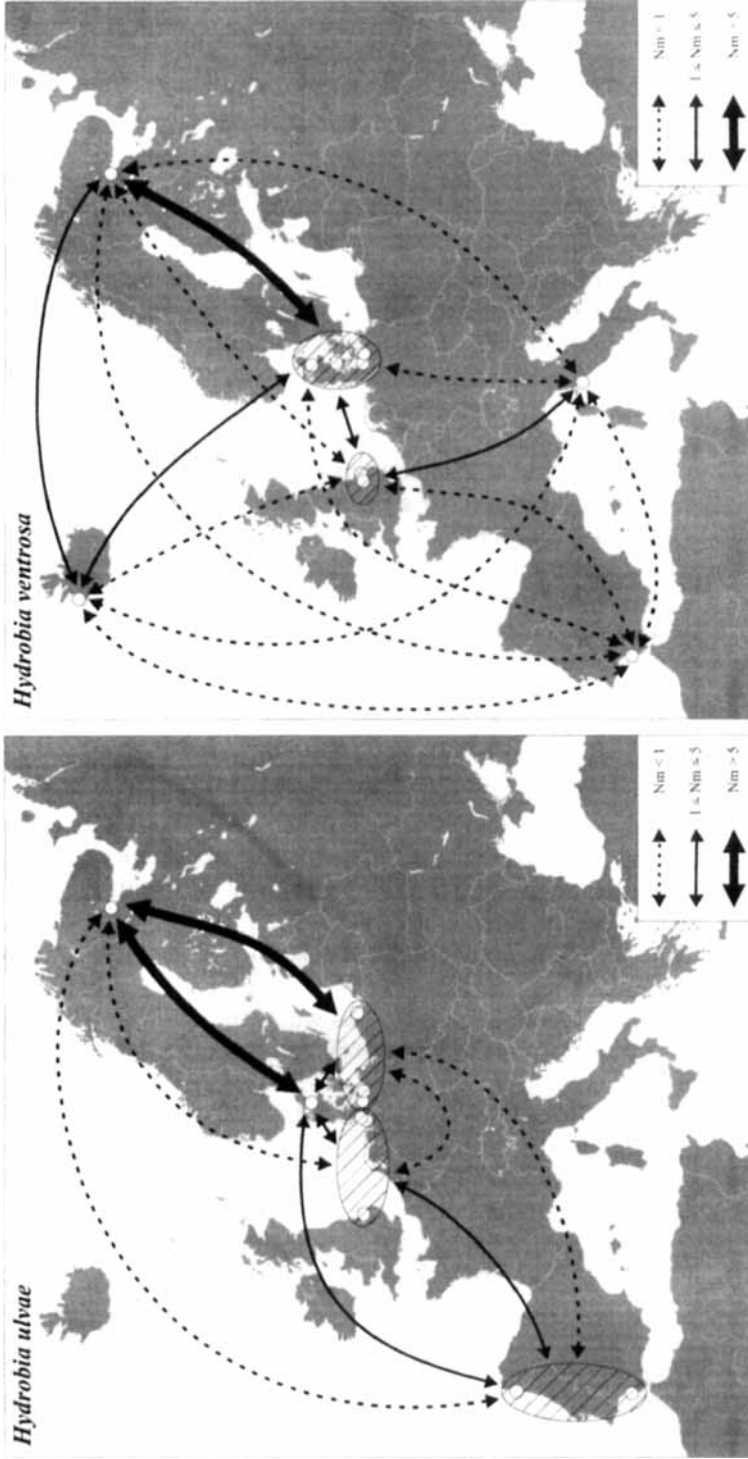 Hydrobia ulvae
Nm < 1
1 ≤ Nm ≤ 5
Nm > 5
Hydrobia ventrosa
Nm < 1
1 ≤ Nm ≤ 5
Nm > 5